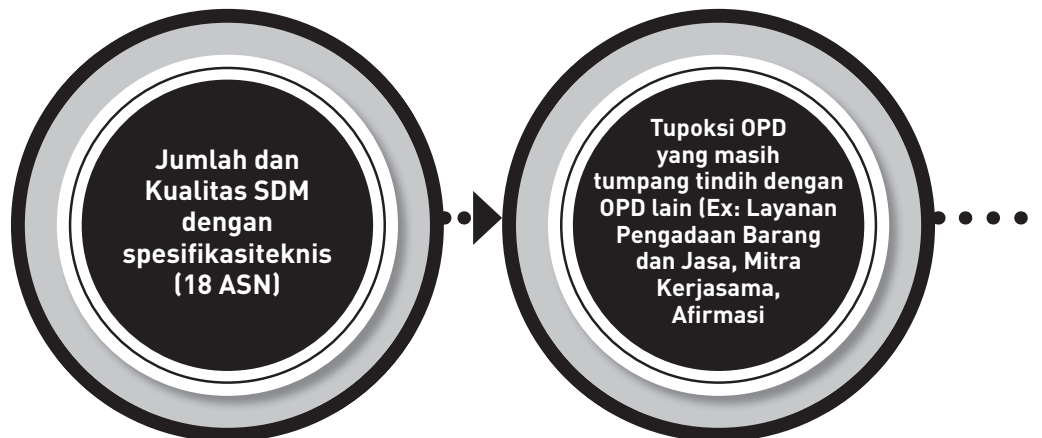 Jumlah dan
Kualitas SDM
dengan
spesifikasiteknis
(18 ASN)
Tupoksi OPD
yang masih
tumpang tindih dengan
OPD lain (Ex: Layanan
Pengadaan Barang
dan Jasa, Mitra
Kerjasama,
Afirmasi